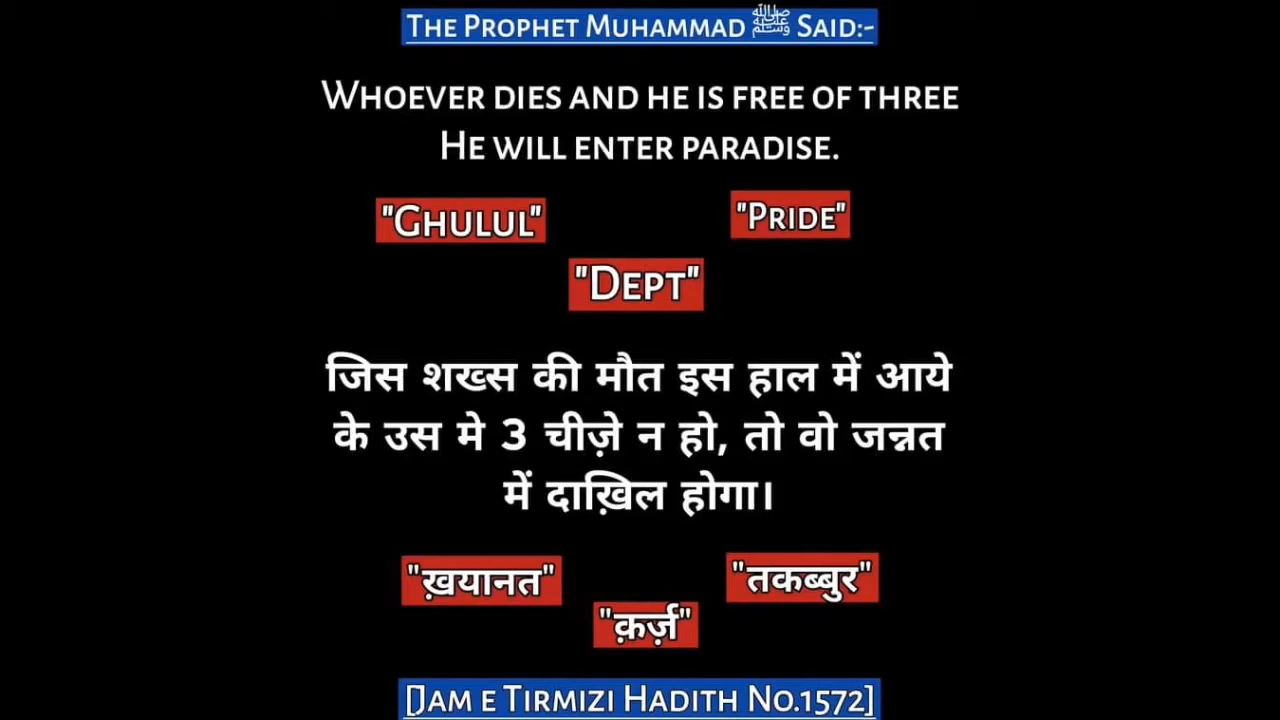 The Prophet Muhammad ﷺ Said:-
Whoever dies and he is free of three
He will enter paradise.
"Ghulul" "Pride"
"Dept"
जिस शख्स की मौत इस हाल में आये
के उस मे 3 चीज़े न हो, तो वो जन्नत
में दाख़िल होगा।
"ख़यानत" "तकब्बुर"
"क़र्ज़"
[Jam e Tirmizi Hadith No.1572]